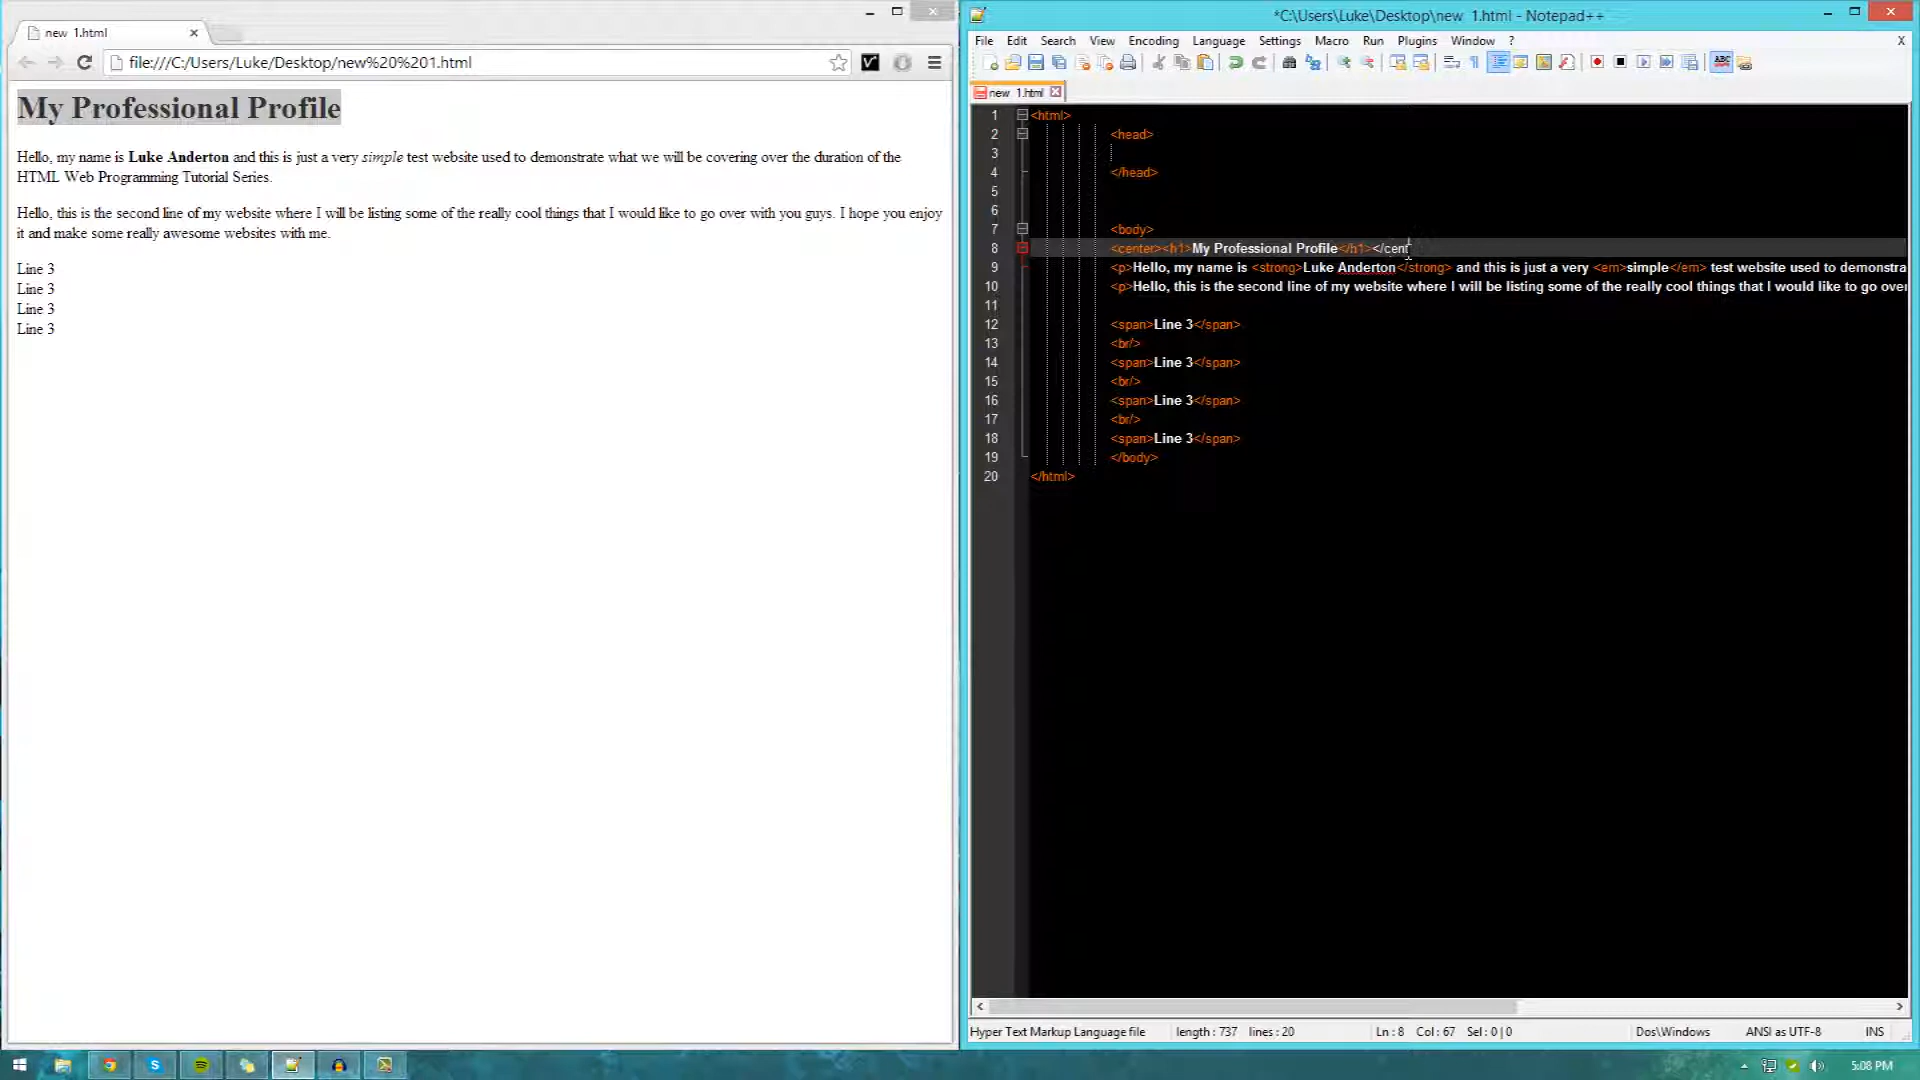 new 1.html
file:///C:/Users/Luke/Desktop/new%20%201.html
My Professional Profile
Hello, my name is Luke Anderton and this is just a very simple test website used to demonstrate what we will be covering over the duration of the
HTML Web Programming Tutorial Series.
Hello, this is the second line of my website where I will be listing some of the really cool things that I would like to go over with you guys. I hope you enjoy
it and make some really awesome websites with me.
Line 3
Line 3
Line 3
Line 3
*C:\Users\Luke\Desktop\new 1.html - Notepad++
File Edit Search View Encoding Language Settings Macro Run Plugins Window ? X
ABC
new 1.html
1 <html>
2 <head>
3
4 </head>
5
6
7 <body>
8 <center><h1>My Professional Profile</h1></cent
9 <p>Hello, my name is <strong>Luke Anderton</strong> and this is just a very <em>simple</em> test website used to demonstra
10 <p>Hello, this is the second line of my website where I will be listing some of the really cool things that I would like to go over
11
12 <span>Line 3</span>
13 <br/>
14 <span>Line 3</span>
15 <br/>
16 <span>Line 3</span>
17 <br/>
18 <span>Line 3</span>
19 </body>
20 </html>
Hyper Text Markup Language file length : 737 lines : 20 Ln : 8 Col : 67 Sel : 0 | 0 Dos\Windows ANSI as UTF-8 INS
5:08 PM